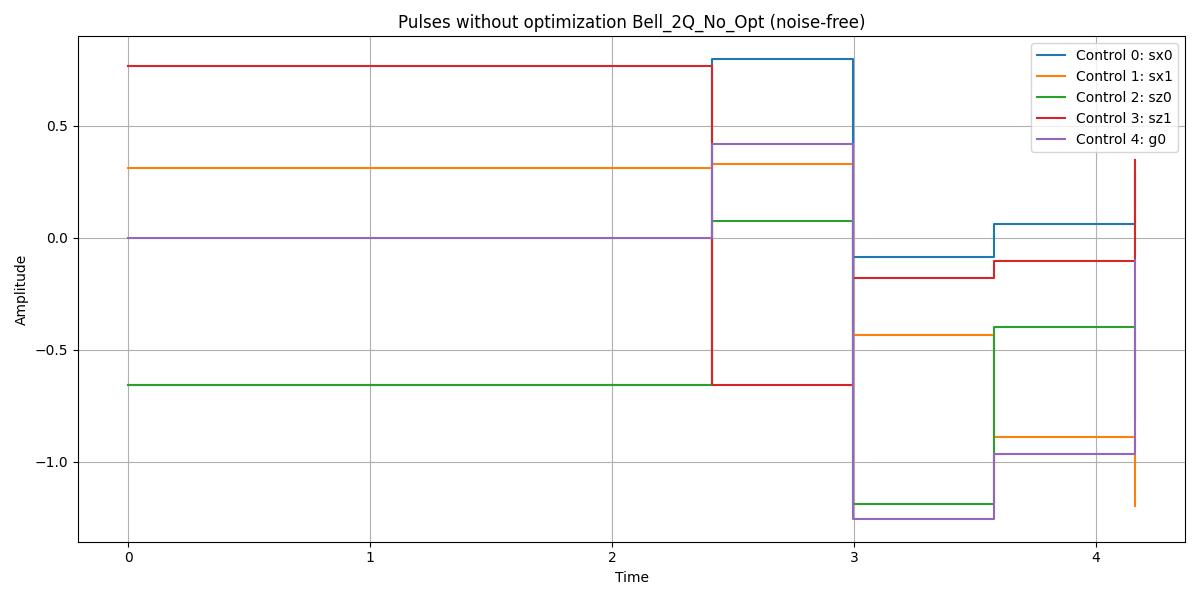 Pulses without optimization Bell_2Q_No_Opt (noise-free)
Control 0: sx0
Control 1: sx1
Control 2: sz0
Control 3: sz1
Control 4: g0
Amplitude
0.5
0.0
−0.5
−1.0
0 1 2 3 4
Time